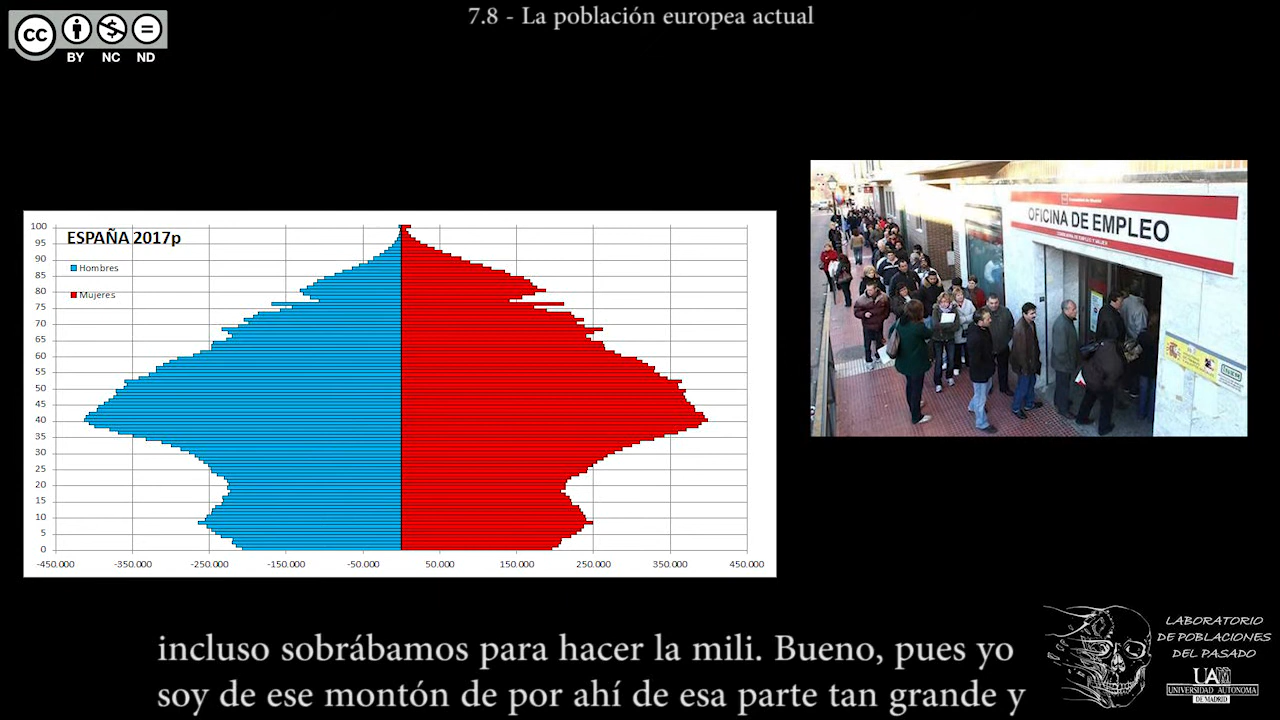 7.8 - La población europea actual
cc
BY NC ND
ESPAÑA 2017p
Hombres
Mujeres
100
95
90
85
80
75
70
65
60
55
50
45
40
35
30
25
20
15
10
5
0
-450.000 -350.000 -250.000 -150.000 -50.000 50.000 150.000 250.000 350.000 450.000
OFICINA DE EMPLEO
incluso sobrábamos para hacer la mili. Bueno, pues yo
soy de ese montón de por ahí de esa parte tan grande y
LABORATORIO
DE POBLACIONES
DEL PASADO
UAM
UNIVERSIDAD AUTONOMA
DE MADRID